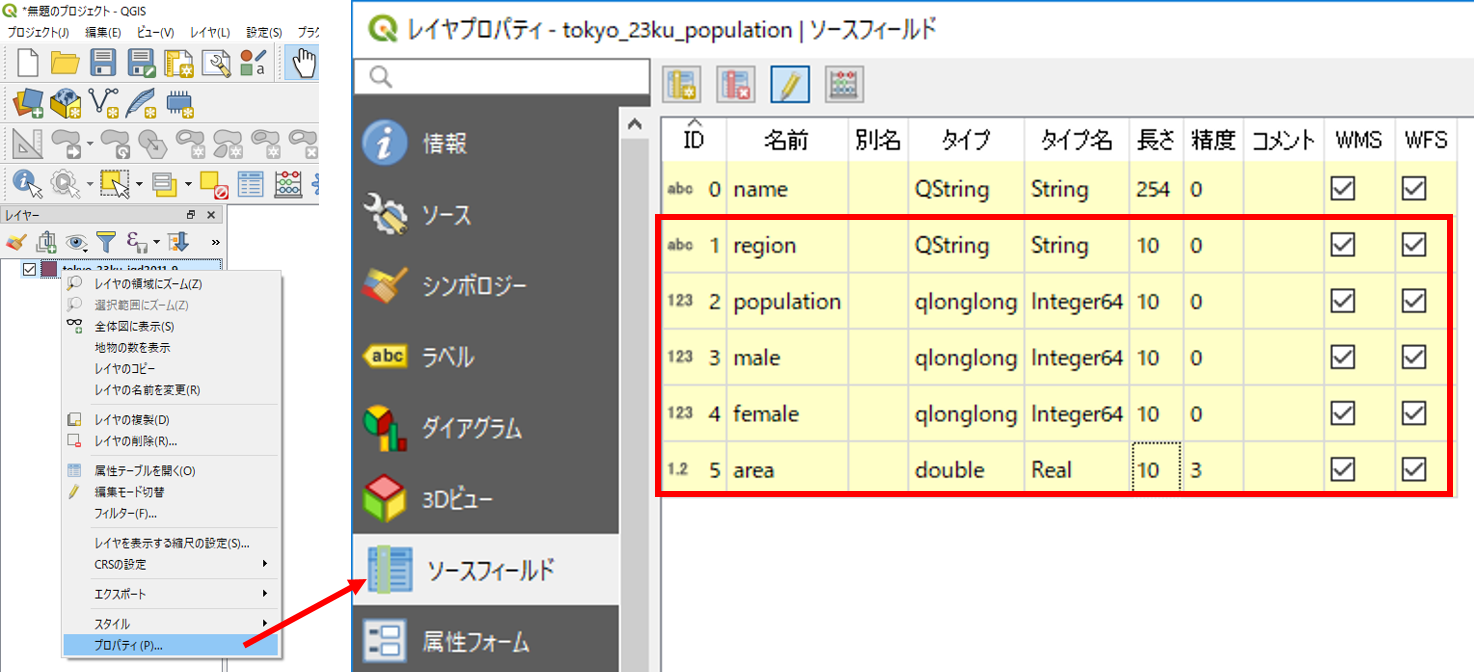 *無題のプロジェクト - QGIS
プロジェクト(J) 編集(E) ビュー(V) レイヤ(L) 設定(S) プラグ
レイヤー
レイヤの領域にズーム(Z)
選択範囲にズーム(Z)
全体図に表示(S)
地物の数を表示
レイヤのコピー
レイヤの名前を変更(R)
レイヤの複製(D)
レイヤの削除(R)...
属性テーブルを開く(O)
編集モード切替
フィルター(F)...
レイヤを表示する縮尺の設定(S)...
CRSの設定
エクスポート
スタイル
プロパティ(P)...
レイヤプロパティ - tokyo_23ku_population | ソースフィールド
情報
ソース
シンボロジー
abc ラベル
ダイアグラム
3Dビュー
ソースフィールド
属性フォーム
ID 名前 別名 タイプ タイプ名 長さ 精度 コメント WMS WFS
abc 0 name QString String 254 0
abc 1 region QString String 10 0
123 2 population qlonglong Integer64 10 0
123 3 male qlonglong Integer64 10 0
123 4 female qlonglong Integer64 10 0
1.2 5 area double Real 10 3